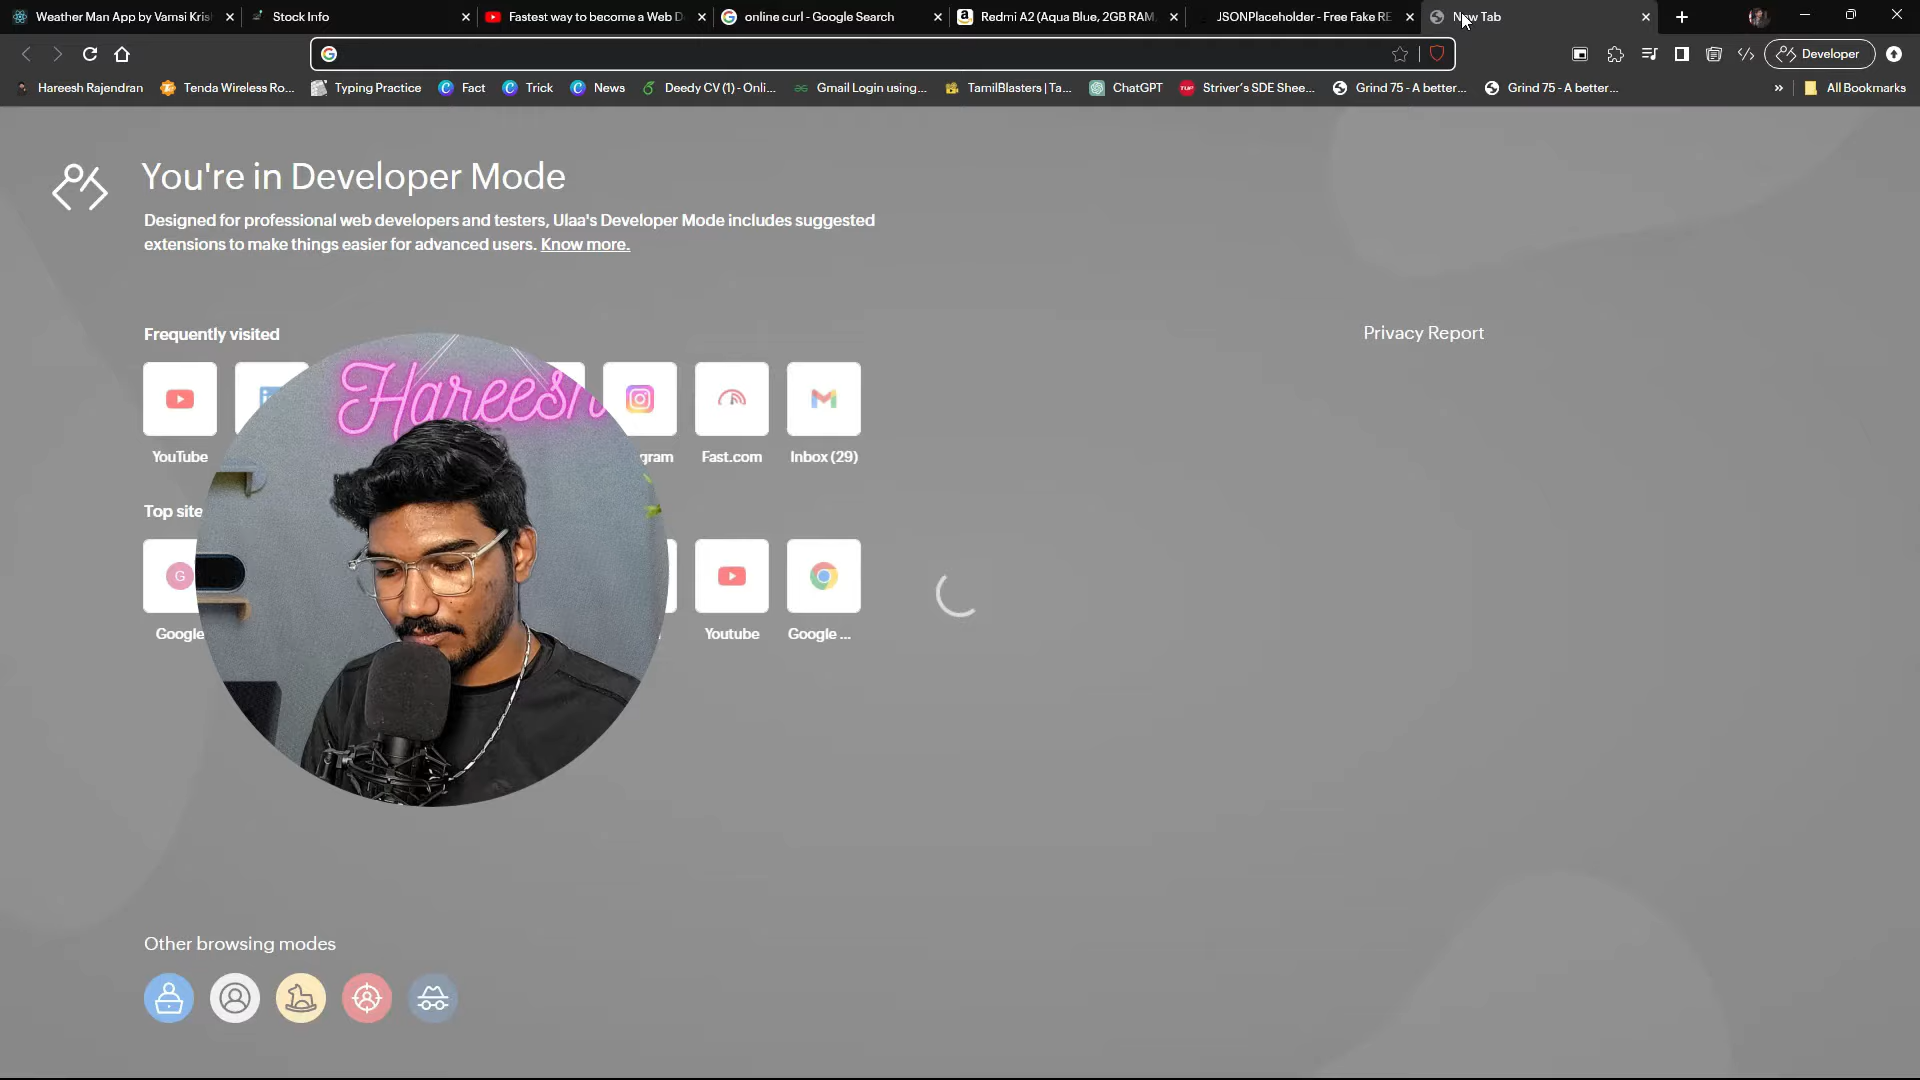 Weather Man App by Vamsi Kris
Stock Info
Fastest way to become a Web D
online curl - Google Search
Redmi A2 (Aqua Blue, 2GB RAM,
JSONPlaceholder - Free Fake RE
New Tab
Developer
Hareesh Rajendran
Tenda Wireless Ro...
Typing Practice
Fact
Trick
News
Deedy CV (1) - Onli...
Gmail Login using...
TamilBlasters | Ta...
ChatGPT
Striver's SDE Shee...
Grind 75 - A better...
Grind 75 - A better...
All Bookmarks
You're in Developer Mode
Designed for professional web developers and testers, Ulaa's Developer Mode includes suggested
extensions to make things easier for advanced users. Know more.
Frequently visited
Privacy Report
Hareesh
YouTube
gram
Fast.com
Inbox (29)
Top site
G
Google
Youtube
Google ...
Other browsing modes